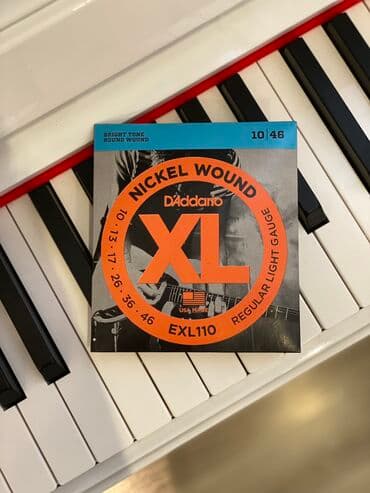 BRIGHT TONE
ROUND WOUND
10|46
NICKEL WOUND
D'Addario
XL
10·13·17·26·36·46
USA MADE
EXL110
REGULAR LIGHT GAUGE